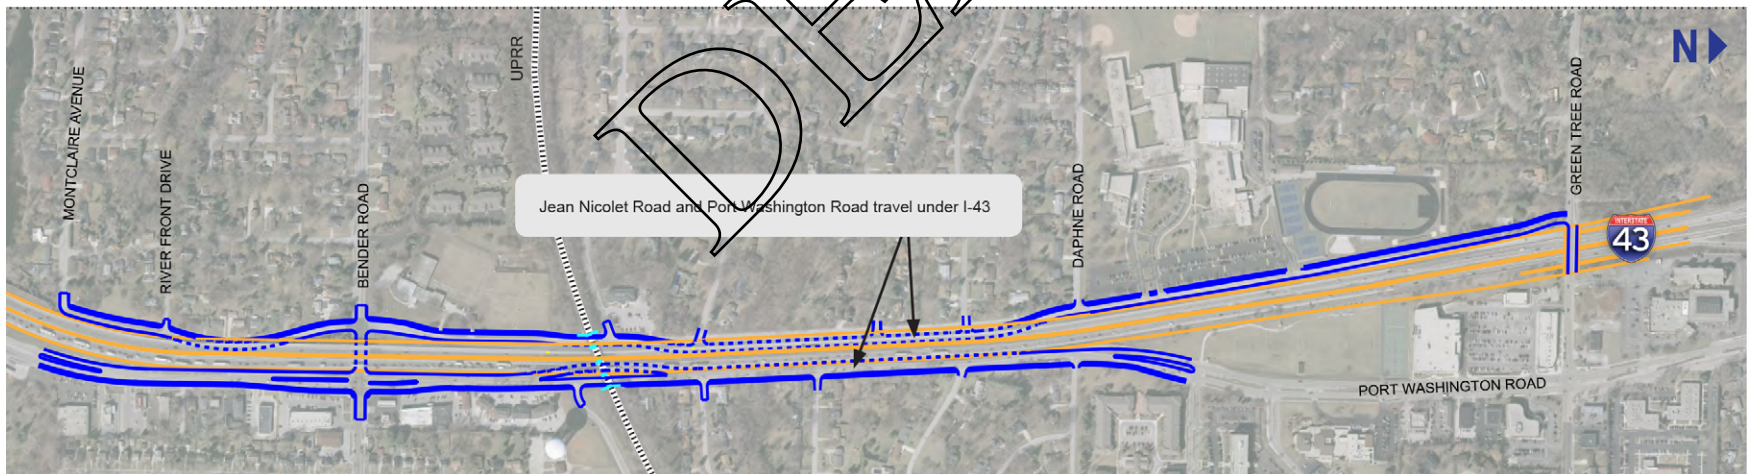 MONTCLAIRE AVENUE
RIVER FRONT DRIVE
BENDER ROAD
UPRR
Jean Nicolet Road and Port Washington Road travel under I-43
DAPHNE ROAD
GREEN TREE ROAD
N
INTERSTATE
43
PORT WASHINGTON ROAD
D